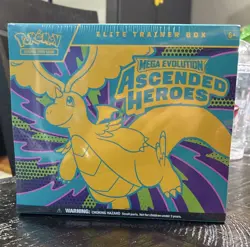 Pokémon
ELITE TRAINER BOX
MEGA EVOLUTION
ASCENDED
HEROES
WARNING: